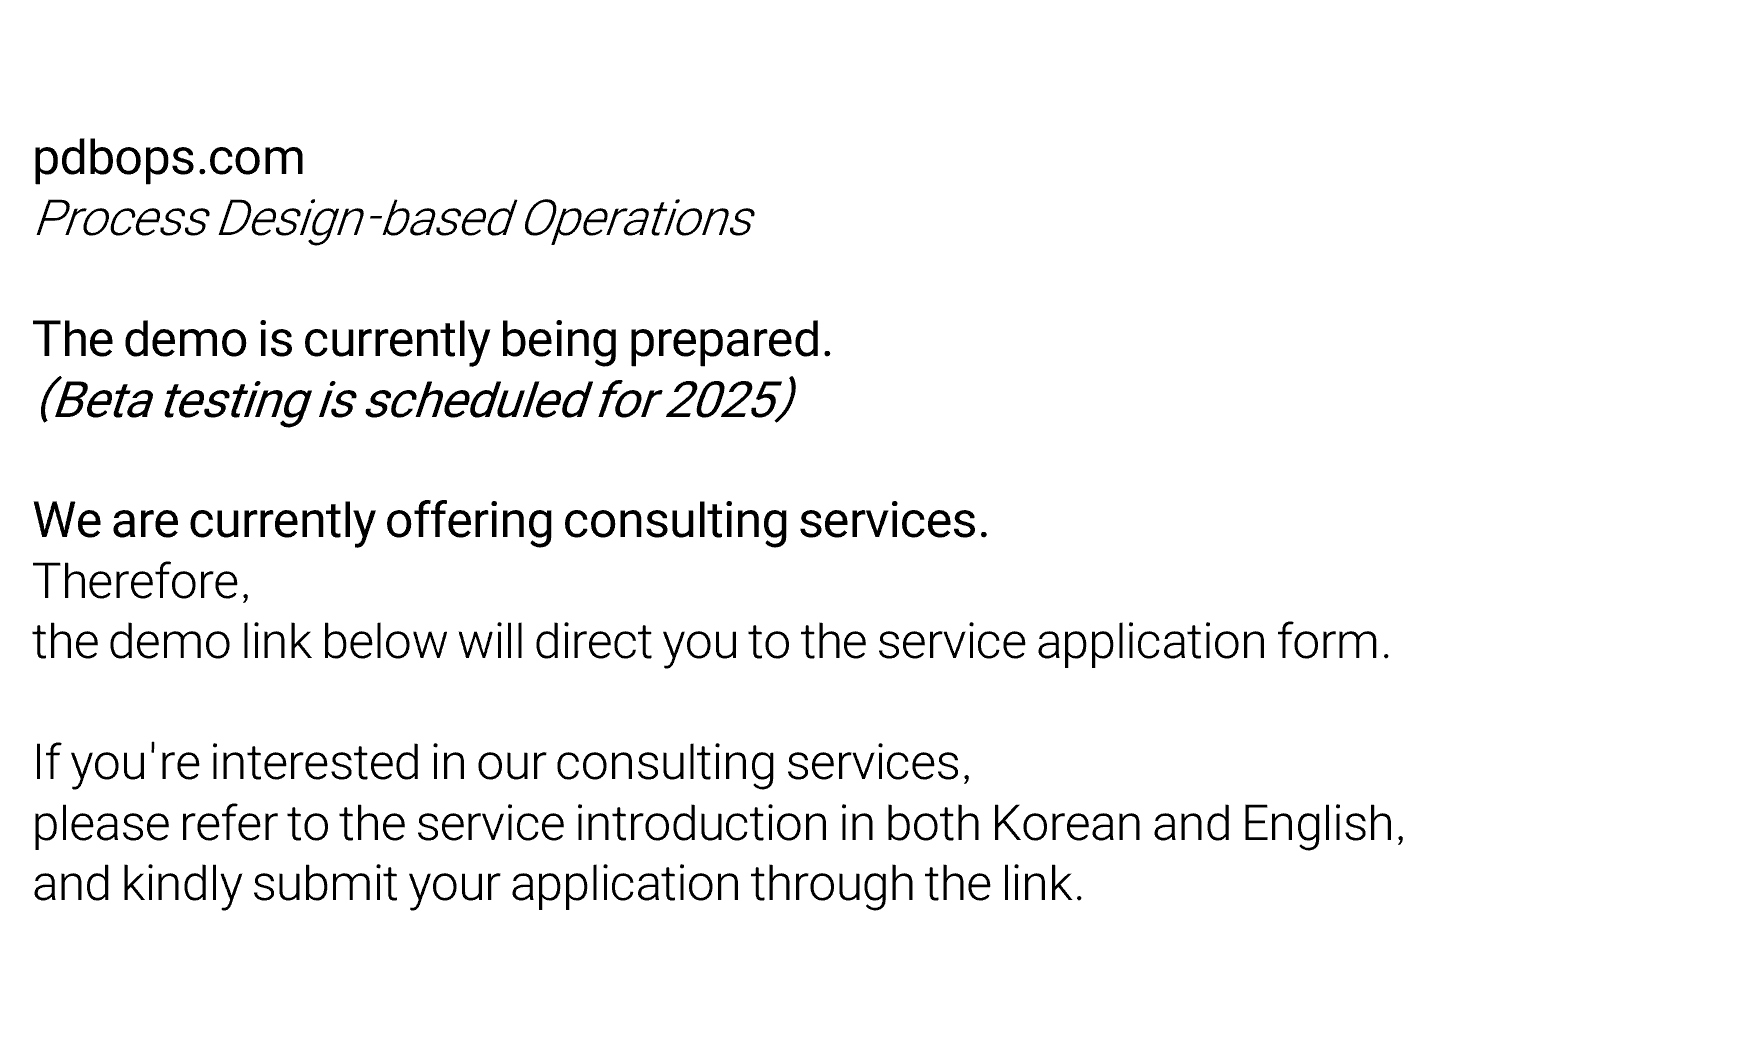 pdbops.com
Process Design-based Operations
The demo is currently being prepared.
(Beta testing is scheduled for 2025)
We are currently offering consulting services.
Therefore,
the demo link below will direct you to the service application form.
If you're interested in our consulting services,
please refer to the service introduction in both Korean and English,
and kindly submit your application through the link.